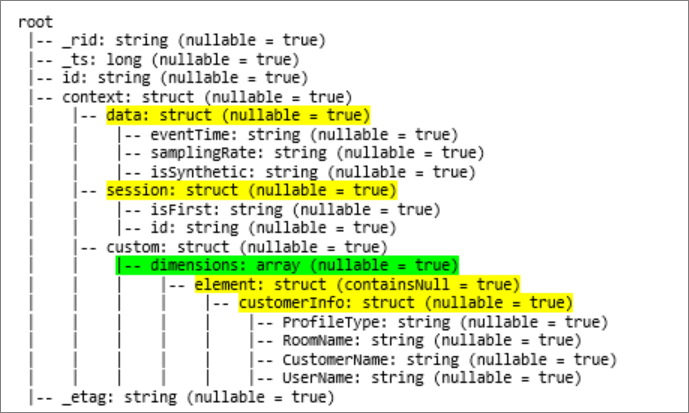 root
|-- _rid: string (nullable = true)
|-- _ts: long (nullable = true)
|-- id: string (nullable = true)
|-- context: struct (nullable = true)
| |-- data: struct (nullable = true)
| | |-- eventTime: string (nullable = true)
| | |-- samplingRate: string (nullable = true)
| | |-- isSynthetic: string (nullable = true)
| |-- session: struct (nullable = true)
| | |-- isFirst: string (nullable = true)
| | |-- id: string (nullable = true)
| |-- custom: struct (nullable = true)
| | |-- dimensions: array (nullable = true)
| | | |-- element: struct (containsNull = true)
| | | | |-- customerInfo: struct (nullable = true)
| | | | | |-- ProfileType: string (nullable = true)
| | | | | |-- RoomName: string (nullable = true)
| | | | | |-- CustomerName: string (nullable = true)
| | | | | |-- UserName: string (nullable = true)
|-- _etag: string (nullable = true)